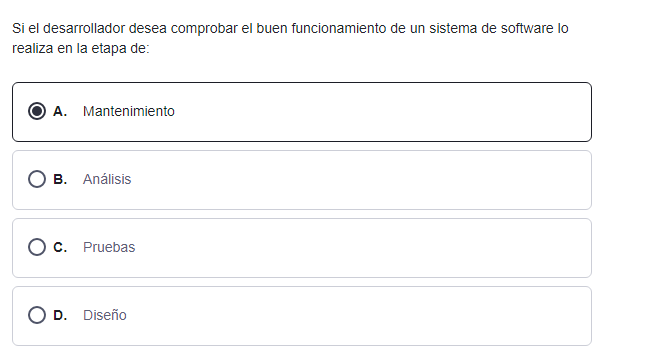 Si el desarrollador desea comprobar el buen funcionamiento de un sistema de software lo
realiza en la etapa de:
A. Mantenimiento
B. Análisis
C. Pruebas
D. Diseño